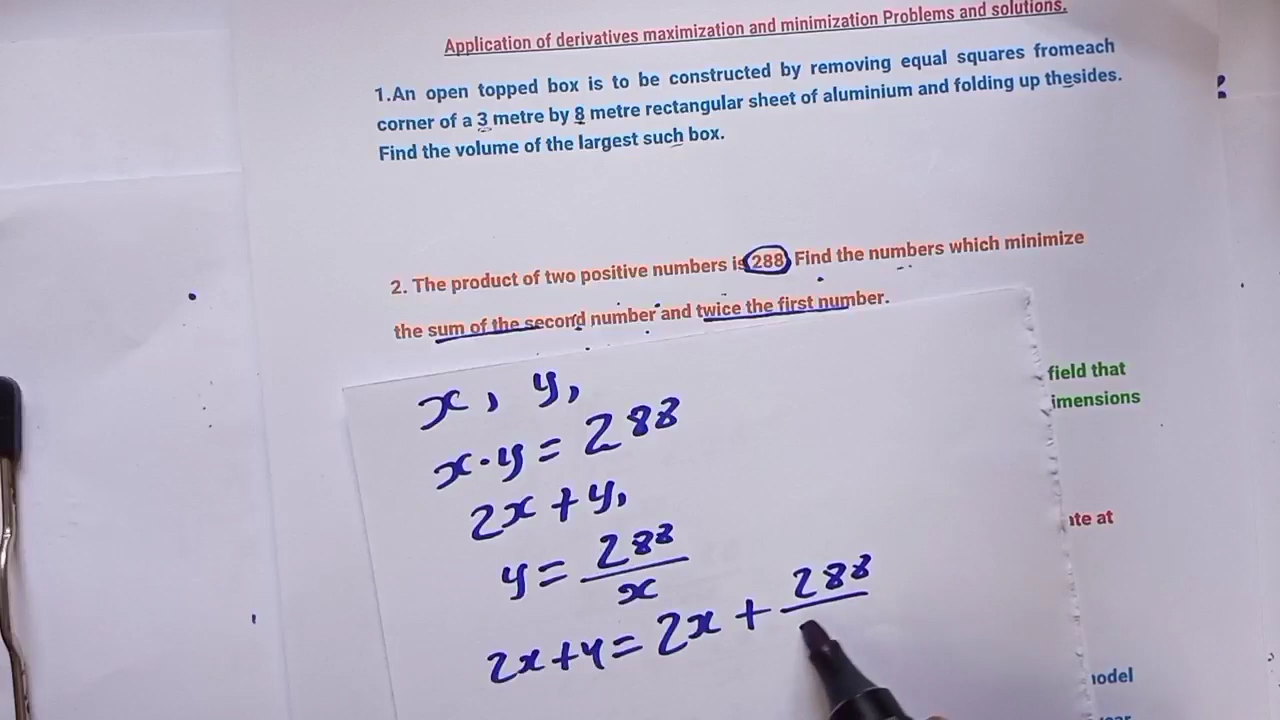 Application of derivatives maximization and minimization Problems and solutions.
1.An open topped box is to be constructed by removing equal squares fromeach
corner of a 3 metre by 8 metre rectangular sheet of aluminium and folding up thesides.
Find the volume of the largest such box.
2. The product of two positive numbers is 288. Find the numbers which minimize
the sum of the second number and twice the first number.
field that
imensions
x, y,
x·y = 288
2x + y,
ate at
y = 288/x
2x+y = 2x + 288
nodel